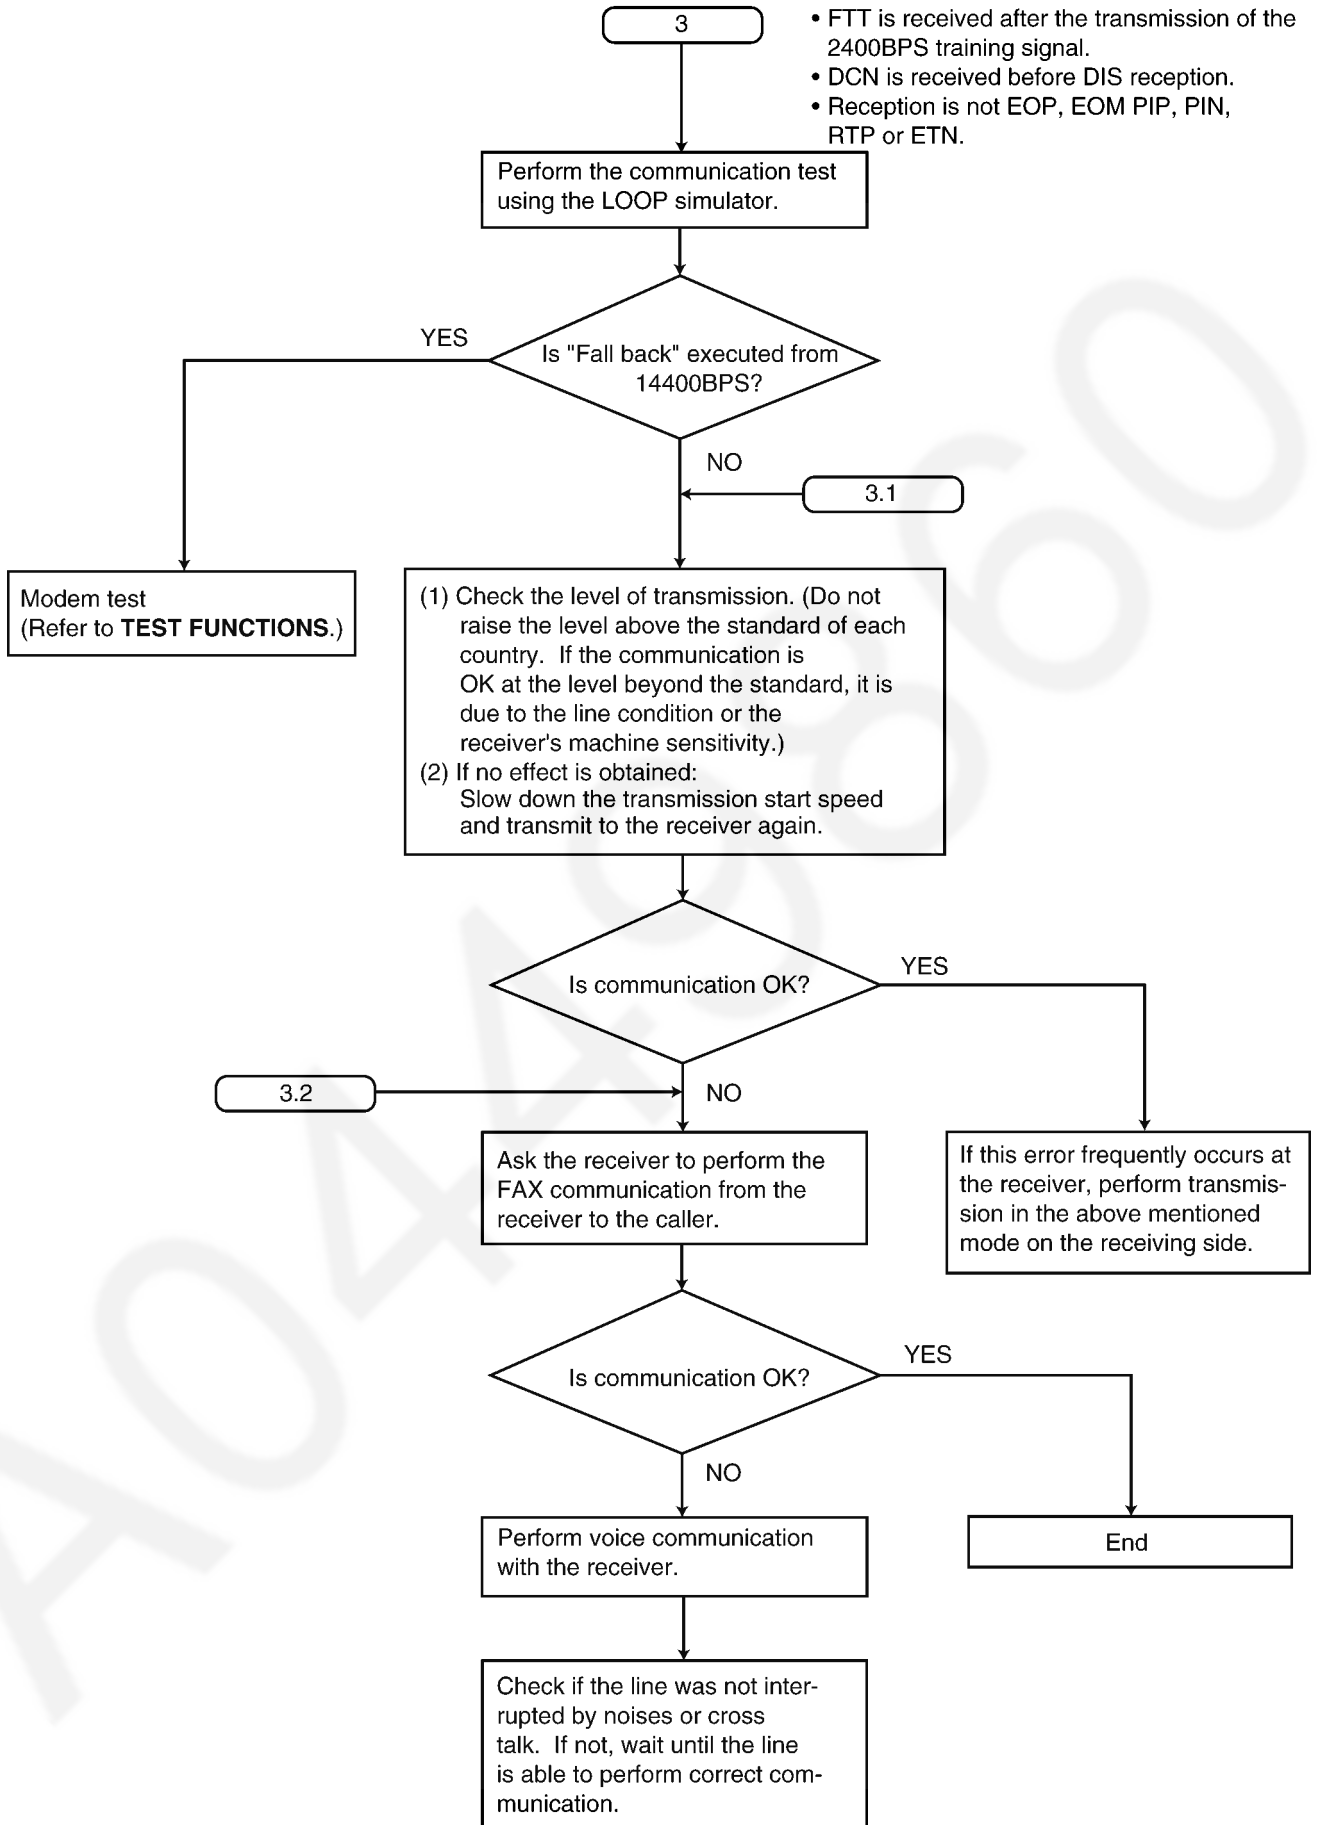 3
• FTT is received after the transmission of the
2400BPS training signal.
• DCN is received before DIS reception.
• Reception is not EOP, EOM PIP, PIN,
RTP or ETN.
Perform the communication test
using the LOOP simulator.
YES
Is "Fall back" executed from
14400BPS?
NO
3.1
Modem test
(Refer to TEST FUNCTIONS.)
(1) Check the level of transmission. (Do not
raise the level above the standard of each
country. If the communication is
OK at the level beyond the standard, it is
due to the line condition or the
receiver's machine sensitivity.)
(2) If no effect is obtained:
Slow down the transmission start speed
and transmit to the receiver again.
Is communication OK?
YES
3.2
NO
Ask the receiver to perform the
FAX communication from the
receiver to the caller.
If this error frequently occurs at
the receiver, perform transmis-
sion in the above mentioned
mode on the receiving side.
Is communication OK?
YES
NO
Perform voice communication
with the receiver.
End
Check if the line was not inter-
rupted by noises or cross
talk. If not, wait until the line
is able to perform correct com-
munication.
A0449860